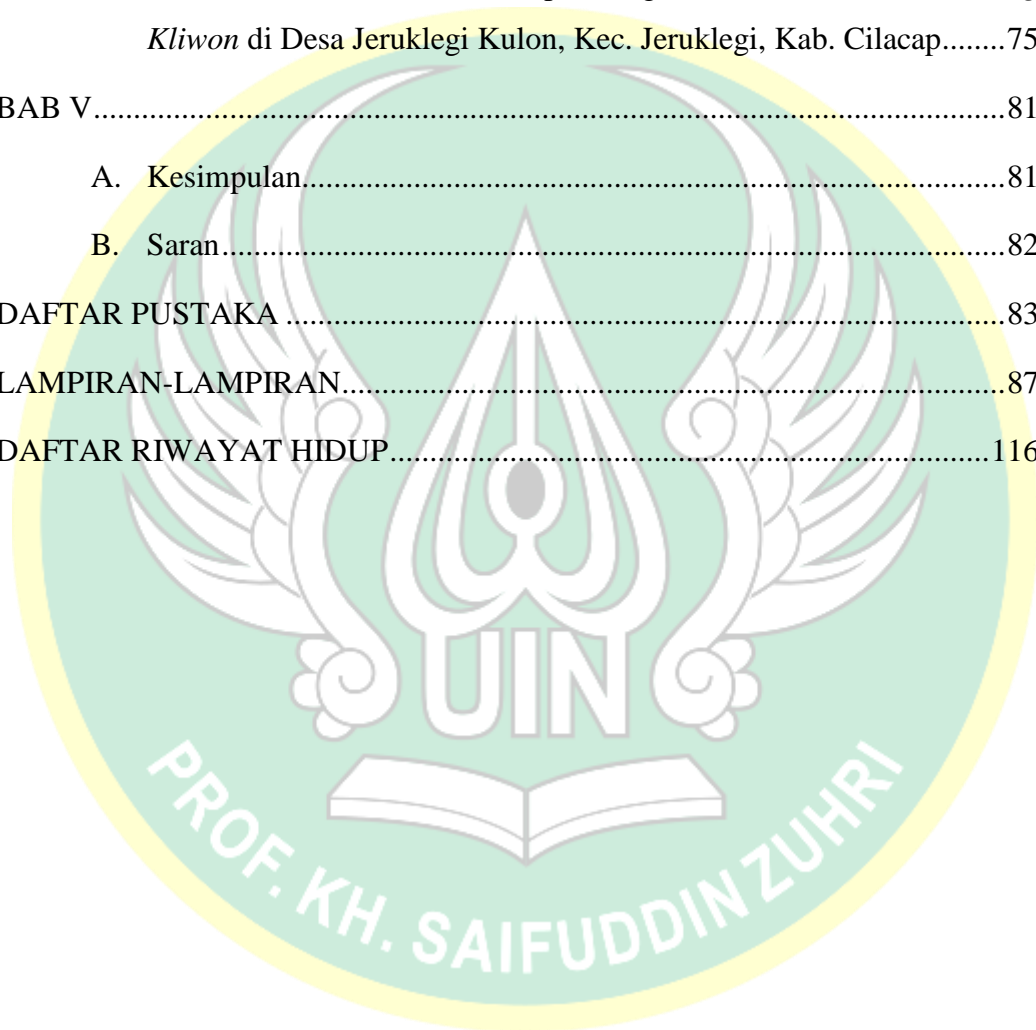 Kliwon di Desa Jeruklegi Kulon, Kec. Jeruklegi, Kab. Cilacap........75
BAB V....................................................................................................................81
A. Kesimpulan.........................................................................................81
B. Saran....................................................................................................82
DAFTAR PUSTAKA ............................................................................................83
LAMPIRAN-LAMPIRAN.....................................................................................87
DAFTAR RIWAYAT HIDUP.............................................................................116
UIN
PROF. KH. SAIFUDDIN ZUHRI